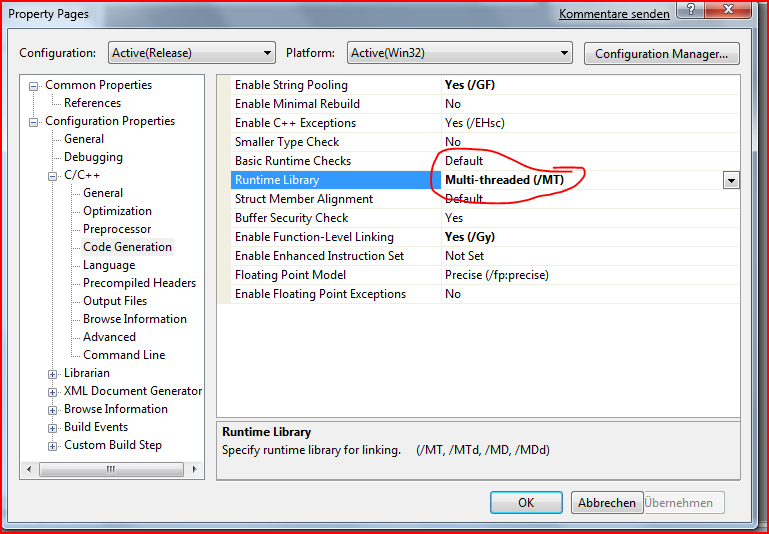 Property Pages
Kommentare senden
?
X
Configuration: Active(Release) Platform: Active(Win32) Configuration Manager...
Common Properties
References
Configuration Properties
General
Debugging
C/C++
General
Optimization
Preprocessor
Code Generation
Language
Precompiled Headers
Output Files
Browse Information
Advanced
Command Line
Librarian
XML Document Generator
Browse Information
Build Events
Custom Build Step
Enable String Pooling Yes (/GF)
Enable Minimal Rebuild No
Enable C++ Exceptions Yes (/EHsc)
Smaller Type Check No
Basic Runtime Checks Default
Runtime Library Multi-threaded (/MT)
Struct Member Alignment Default
Buffer Security Check Yes
Enable Function-Level Linking Yes (/Gy)
Enable Enhanced Instruction Set Not Set
Floating Point Model Precise (/fp:precise)
Enable Floating Point Exceptions No
Runtime Library
Specify runtime library for linking. (/MT, /MTd, /MD, /MDd)
OK Abbrechen Übernehmen